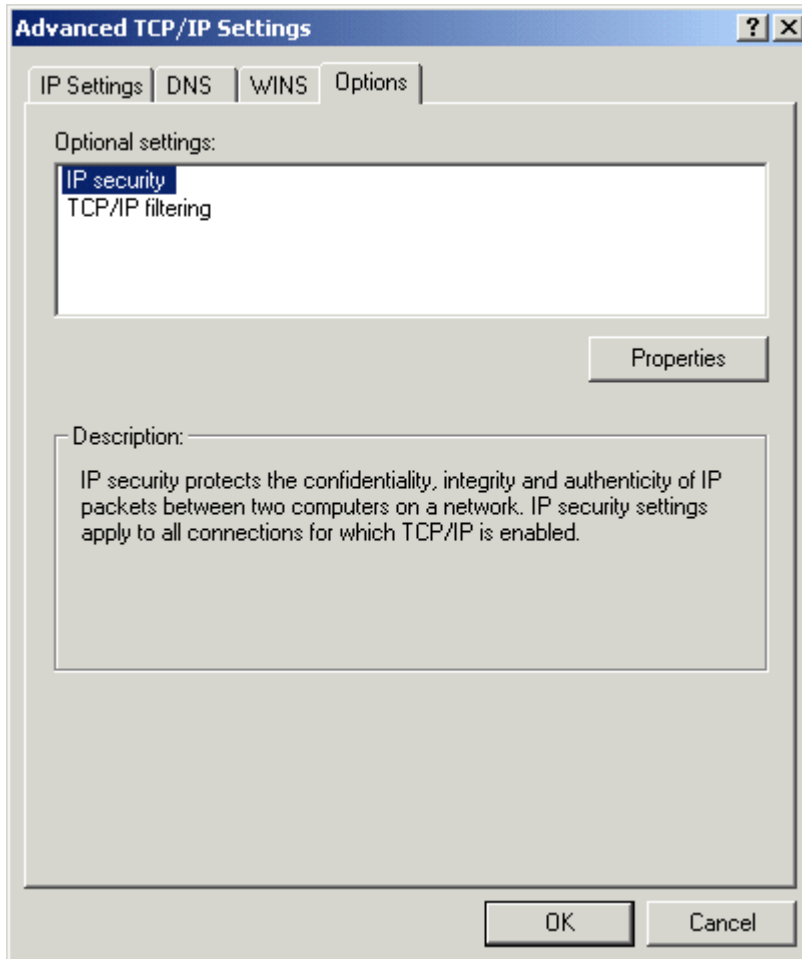 Advanced TCP/IP Settings
IP Settings DNS WINS Options
Optional settings:
IP security
TCP/IP filtering
Properties
Description:
IP security protects the confidentiality, integrity and authenticity of IP
packets between two computers on a network. IP security settings
apply to all connections for which TCP/IP is enabled.
OK Cancel